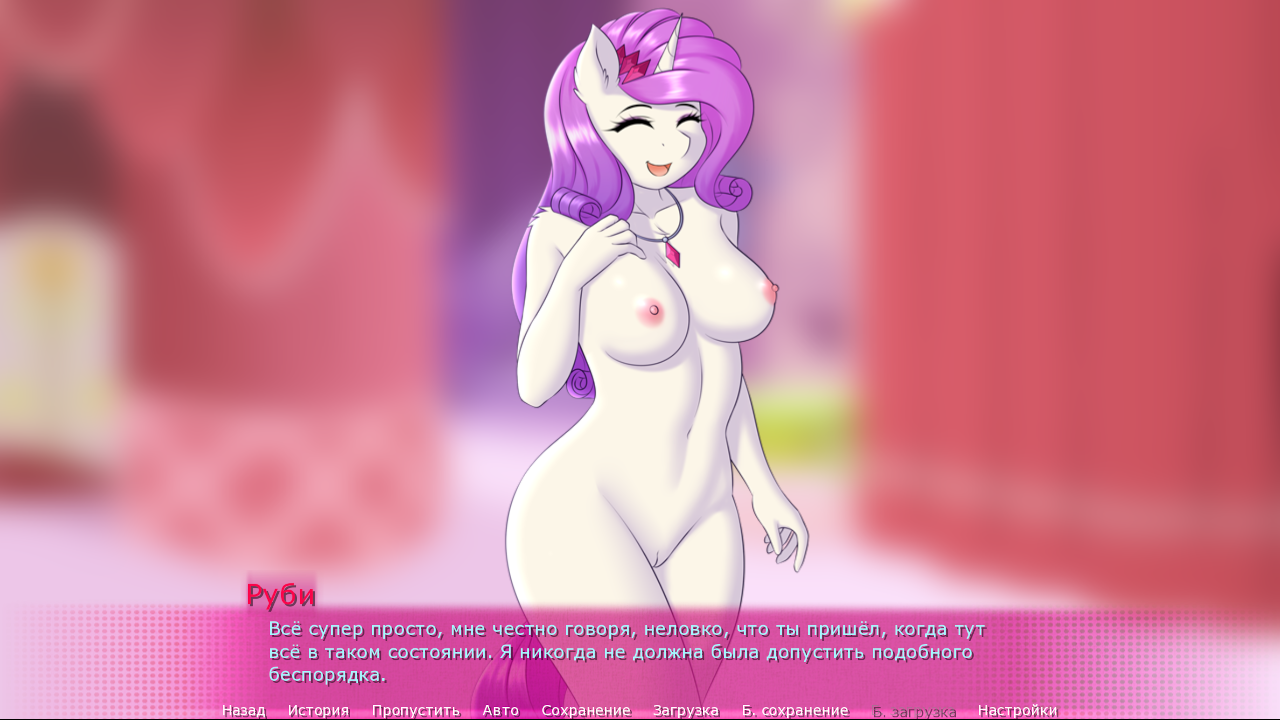 Руби
Всё супер просто, мне честно говоря, неловко, что ты пришёл, когда тут
всё в таком состоянии. Я никогда не должна была допустить подобного
беспорядка.
Назад История Пропустить Авто Сохранение Загрузка Б. сохранение Б. загрузка Настройки